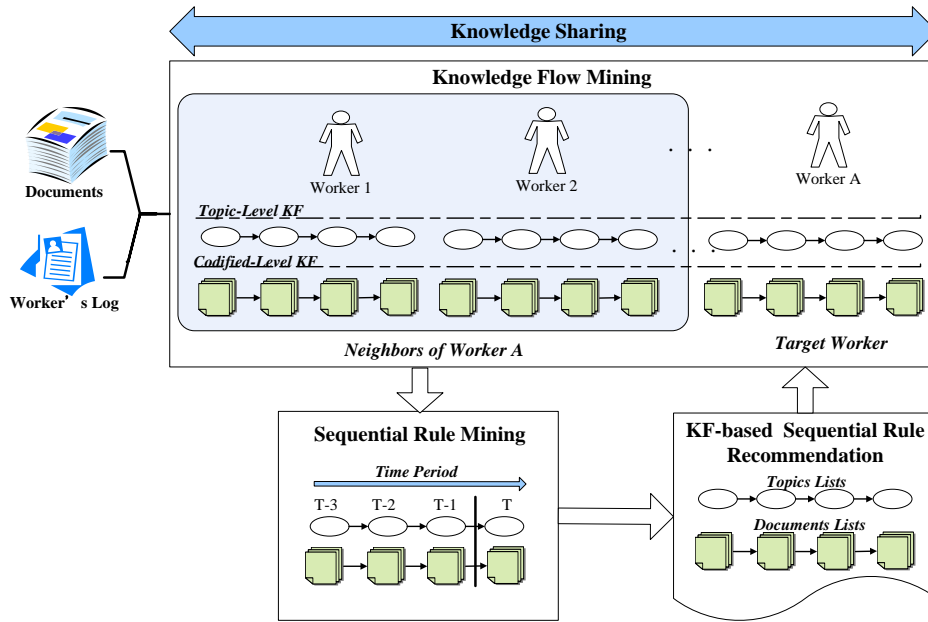 Knowledge Sharing
Knowledge Flow Mining
Documents
Worker’s Log
Worker 1
Worker 2
. . .
Worker A
Topic-Level KF
. . .
Codified-Level KF
Neighbors of Worker A
Target Worker
Sequential Rule Mining
Time Period
T-3 T-2 T-1 T
KF-based Sequential Rule
Recommendation
Topics Lists
Documents Lists